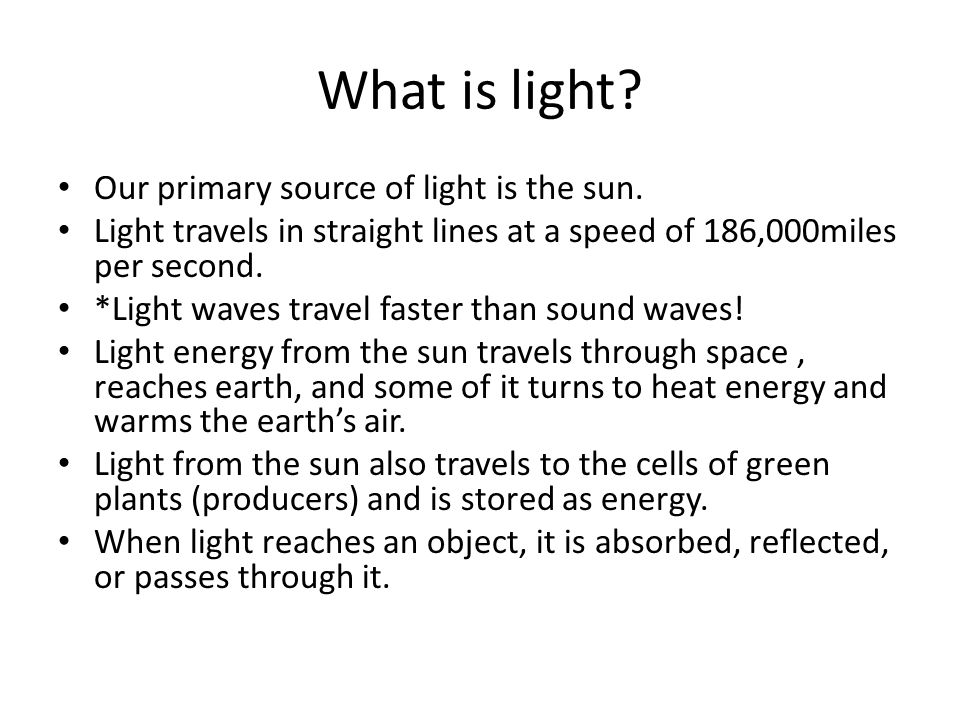 What is light?
• Our primary source of light is the sun.
• Light travels in straight lines at a speed of 186,000miles
per second.
• *Light waves travel faster than sound waves!
• Light energy from the sun travels through space ,
reaches earth, and some of it turns to heat energy and
warms the earth’s air.
• Light from the sun also travels to the cells of green
plants (producers) and is stored as energy.
• When light reaches an object, it is absorbed, reflected,
or passes through it.